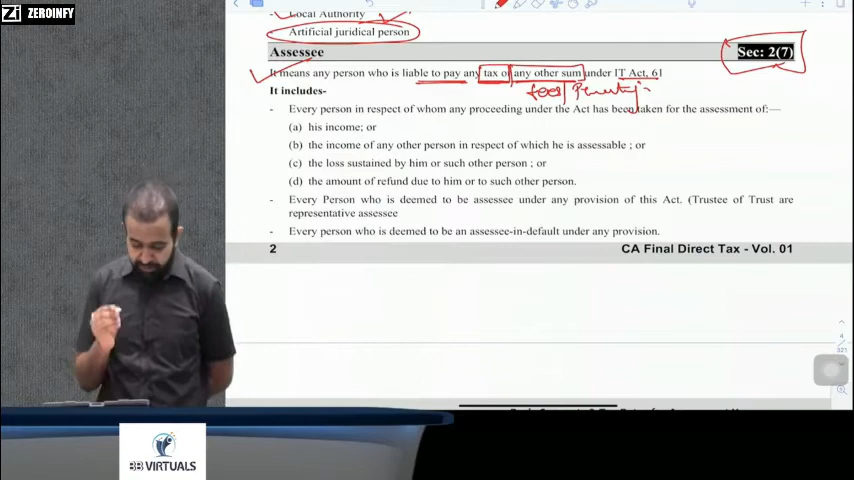 Zi ZEROINFY
- Local Authority
- Artificial juridical person
Assessee
Sec: 2(7)
It means any person who is liable to pay any tax or any other sum under IT Act, 61
fees/ Penalty
It includes-
- Every person in respect of whom any proceeding under the Act has been taken for the assessment of:—
(a) his income; or
(b) the income of any other person in respect of which he is assessable ; or
(c) the loss sustained by him or such other person ; or
(d) the amount of refund due to him or to such other person.
- Every Person who is deemed to be assessee under any provision of this Act. (Trustee of Trust are
representative assessee
- Every person who is deemed to be an assessee-in-default under any provision.
2
CA Final Direct Tax - Vol. 01
4
321
BB VIRTUALS